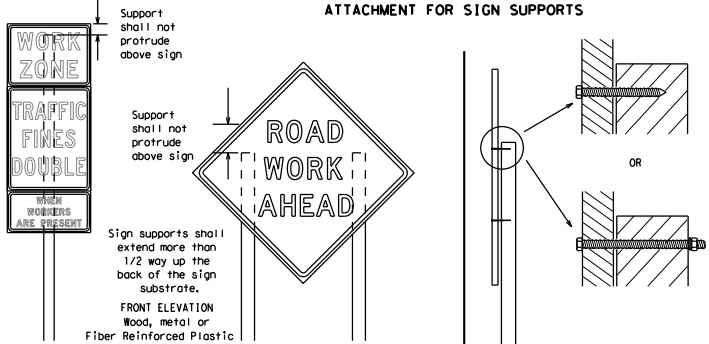 ATTACHMENT FOR SIGN SUPPORTS
Support
shall not
protrude
above sign
WORK
ZONE
TRAFFIC
FINES
DOUBLE
WHEN
WORKERS
ARE PRESENT
Support
shall not
protrude
above sign
ROAD
WORK
AHEAD
Sign supports shall
extend more than
1/2 way up the
back of the sign
substrate.
FRONT ELEVATION
Wood, metal or
Fiber Reinforced Plastic
OR